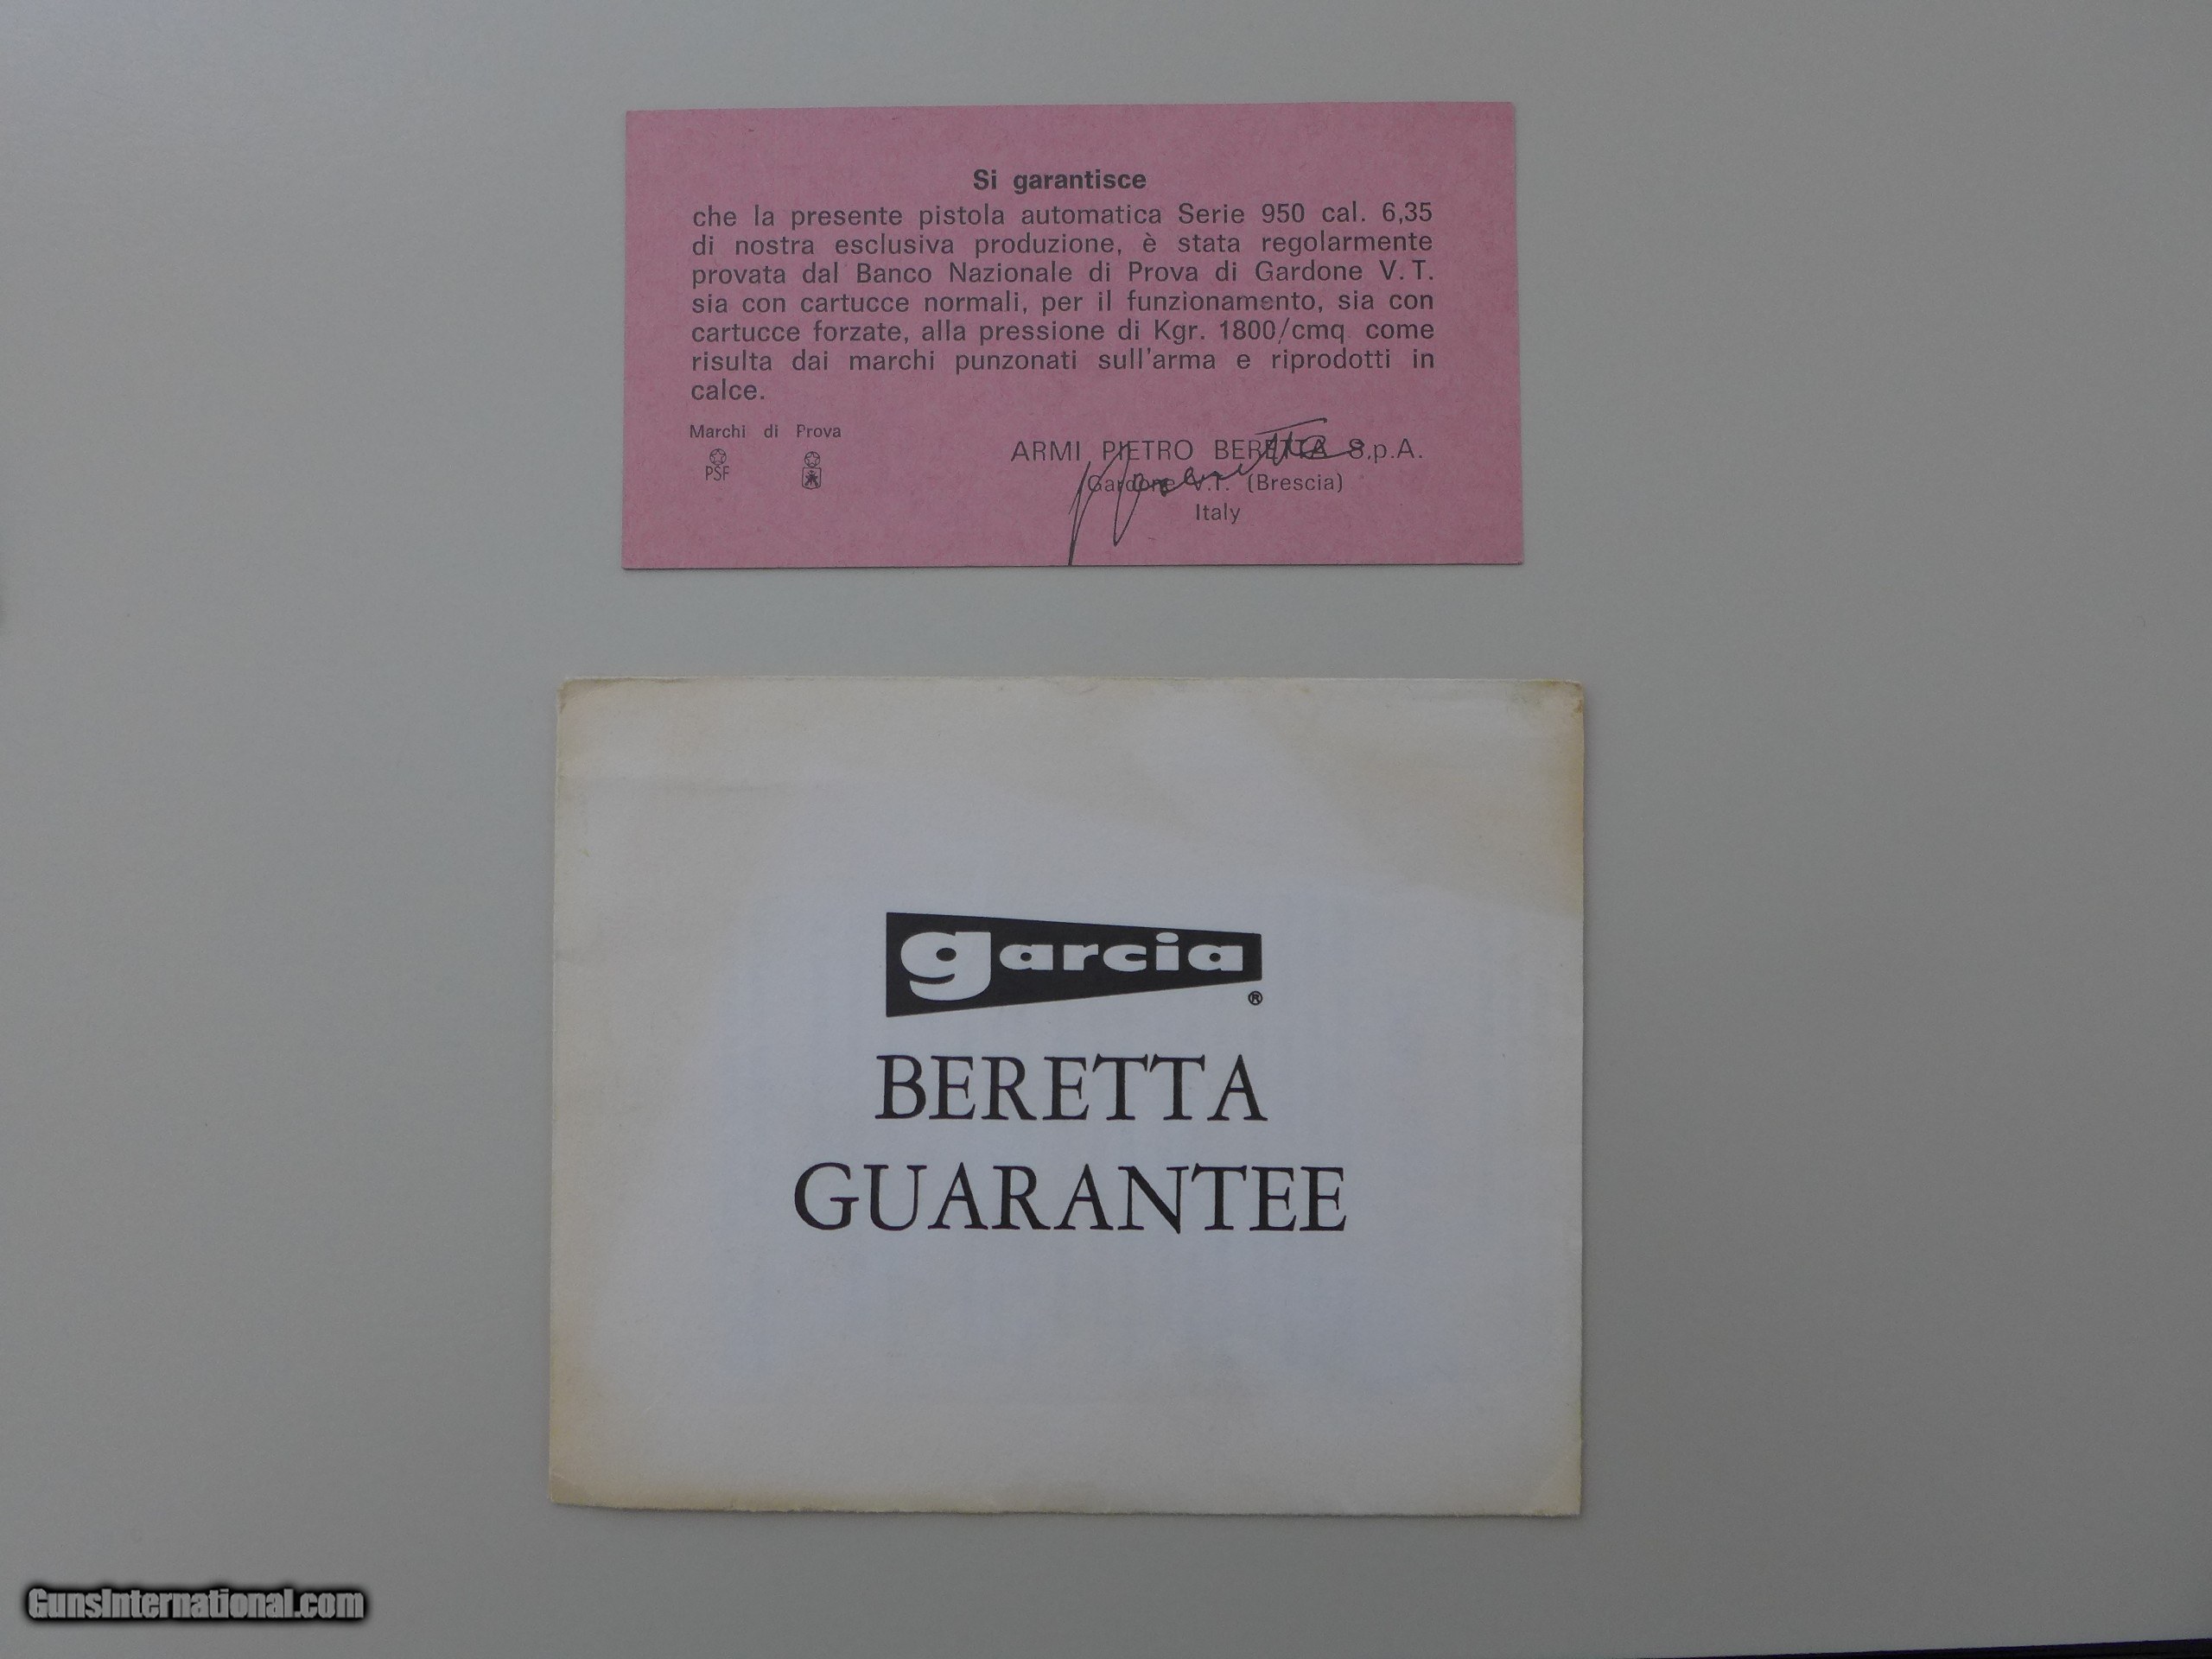 Si garantisce
che la presente pistola automatica Serie 950 cal. 6,35
di nostra esclusiva produzione, è stata regolarmente
provata dal Banco Nazionale di Prova di Gardone V. T.
sia con cartucce normali, per il funzionamento, sia con
cartucce forzate, alla pressione di Kgr. 1800/cmq come
risulta dai marchi punzonati sull'arma e riprodotti in
calce.
Marchi di Prova
PSF
ARMI PIETRO BERETTA S.p.A.
Gardone V.T. (Brescia)
Italy
garcia
®
BERETTA
GUARANTEE
GunsInternational.com